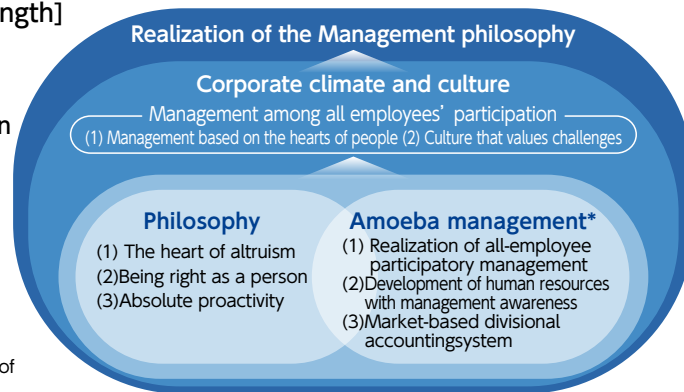 ngth]
Realization of the Management philosophy
Corporate climate and culture
n
Management among all employees' participation
(1) Management based on the hearts of people (2) Culture that values challenges
Philosophy
(1) The heart of altruism
(2)Being right as a person
(3)Absolute proactivity
Amoeba management*
(1) Realization of all-employee
participatory management
(2)Development of human resources
with management awareness
(3)Market-based divisional
accountingsystem
of